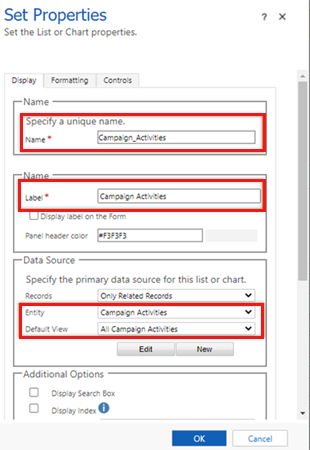 Set Properties
? ×
Set the List or Chart properties.
Display Formatting Controls
Name
Specify a unique name.
Name * Campaign_Activities
Name
Label * Campaign Activities
Display label on the Form
Panel header color #F3F3F3
Data Source
Specify the primary data source for this list or chart.
Records Only Related Records
Entity Campaign Activities
Default View All Campaign Activities
Edit New
Additional Options
Display Search Box
Display Index i
OK Cancel